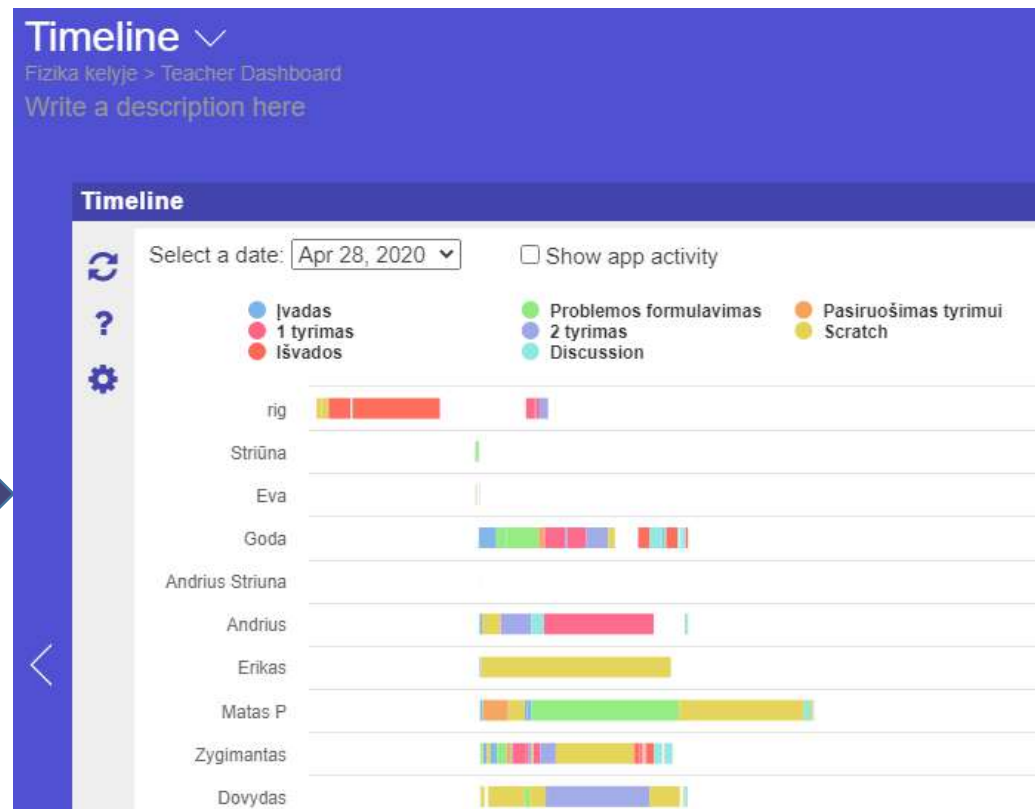 Timeline
Fizika kelyje > Teacher Dashboard
Write a description here
Timeline
Select a date: Apr 28, 2020 Show app activity
Įvadas Problemos formulavimas Pasiruošimas tyrimui
1 tyrimas 2 tyrimas Scratch
Išvados Discussion
?
rig
Striūna
Eva
Goda
Andrius Striuna
Andrius
Erikas
Matas P
Zygimantas
Dovydas